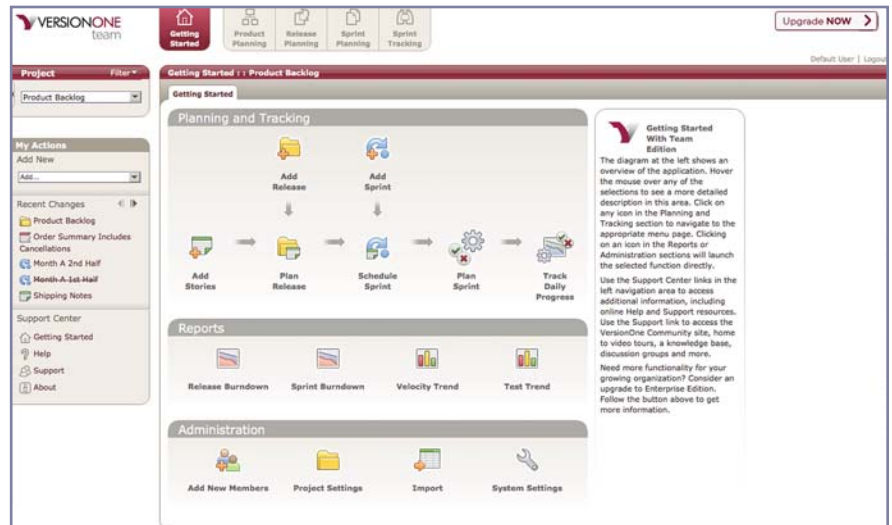 VERSIONONE
team
Getting
Started
Product
Planning
Release
Planning
Sprint
Planning
Sprint
Tracking
Upgrade NOW
Default User | Logout
Project
Filter
Product Backlog
Getting Started :: Product Backlog
Getting Started
My Actions
Add New
Add...
Recent Changes
Product Backlog
Order Summary Includes
Cancellations
Month A 2nd Half
Month A 1st Half
Shipping Notes
Support Center
Getting Started
Help
Support
About
Planning and Tracking
Add
Release
Add
Sprint
Add
Stories
Plan
Release
Schedule
Sprint
Plan
Sprint
Track
Daily
Progress
Reports
Release Burndown
Sprint Burndown
Velocity Trend
Test Trend
Administration
Add New Members
Project Settings
Import
System Settings
Getting Started
With Team
Edition
The diagram at the left shows an
overview of the application. Hover
the mouse over any of the
selections to see a more detailed
description in this area. Click on
any icon in the Planning and
Tracking section to navigate to the
appropriate menu page. Clicking
on an icon in the Reports or
Administration sections will launch
the selected function directly.
Use the Support Center links in the
left navigation area to access
additional information, including
online Help and Support resources.
Use the Support link to access the
VersionOne Community site, home
to video tours, a knowledge base,
discussion groups and more.
Need more functionality for your
growing organization? Consider an
upgrade to Enterprise Edition.
Follow the button above to get
more information.